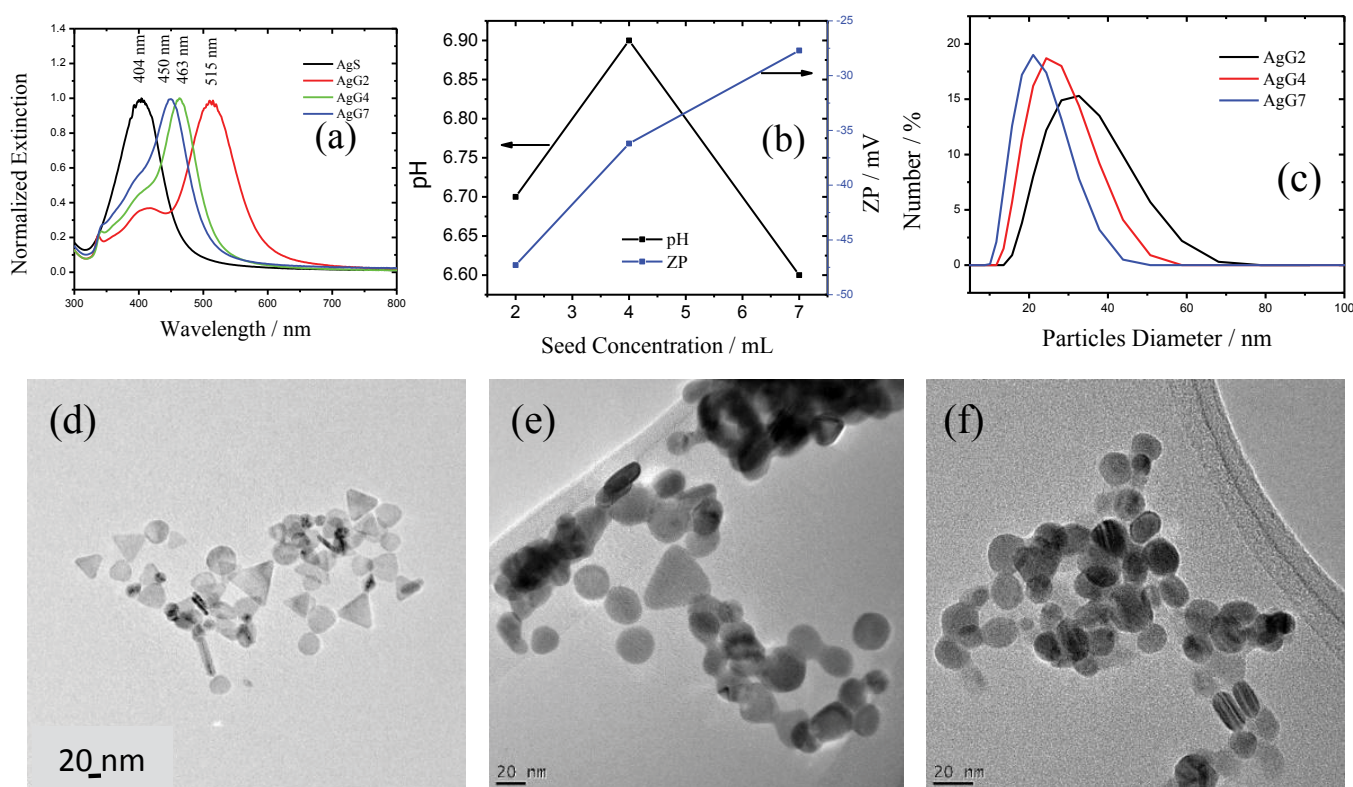 1.4
1.2
1.0
0.8
0.6
0.4
0.2
0.0
Normalized Extinction
404 nm
450 nm
463 nm
515 nm
AgS
AgG2
AgG4
AgG7
(a)
300 400 500 600 700 800
Wavelength / nm
6.90
6.85
6.80
6.75
6.70
6.65
6.60
pH
(b)
pH
ZP
-25
-30
-35
-40
-45
-50
ZP / mV
2 3 4 5 6 7
Seed Concentration / mL
20
15
10
5
0
Number / %
AgG2
AgG4
AgG7
(c)
20 40 60 80 100
Particles Diameter / nm
(d)
20 nm
(e)
20 nm
(f)
20 nm